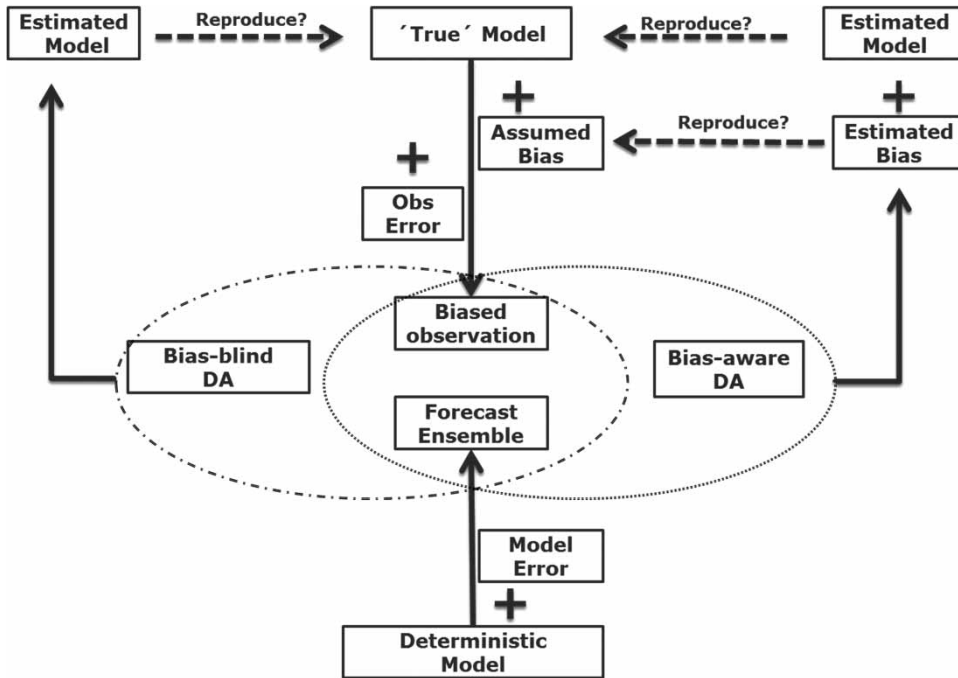 Estimated
Model
Reproduce?
´True´ Model
Reproduce?
Estimated
Model
+
+
Assumed
Bias
Reproduce?
Estimated
Bias
+
Obs
Error
Biased
observation
Bias-blind
DA
Bias-aware
DA
Forecast
Ensemble
Model
Error
+
Deterministic
Model